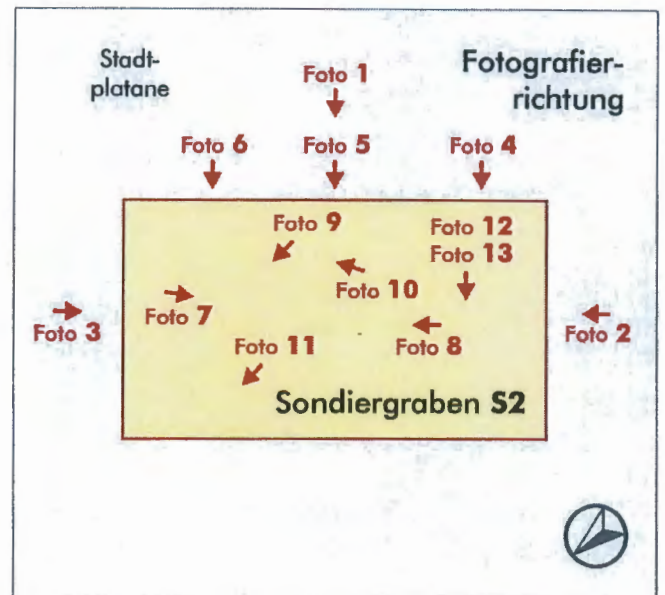 Stadt-
platane
Fotografier-
richtung
Foto 1
Foto 6
Foto 5
Foto 4
Foto 9
Foto 12
Foto 13
Foto 10
Foto 7
Foto 3
Foto 11
Foto 8
Foto 2
Sondiergraben S2